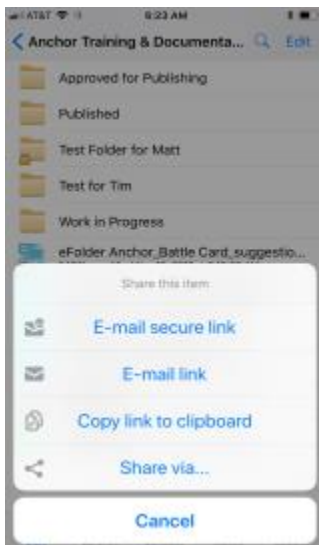 AT&T
8:23 AM
Anchor Training & Documenta...
Edit
Approved for Publishing
Published
Test Folder for Matt
Test for Tim
Work in Progress
eFolder Anchor_Battle Card_suggestio...
Share this item
E-mail secure link
E-mail link
Copy link to clipboard
Share via...
Cancel